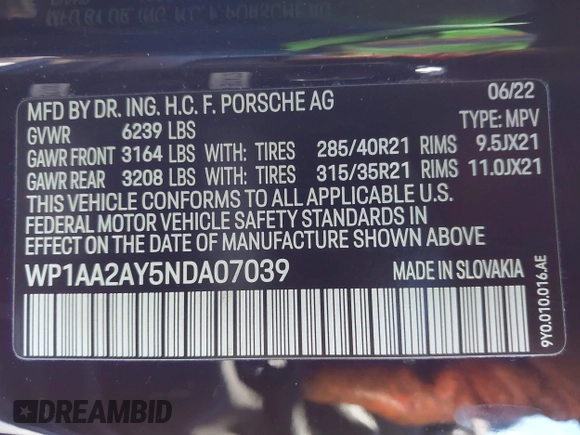 MFD BY DR. ING. H.C. F. PORSCHE AG 06/22
GVWR 6239 LBS TYPE: MPV
GAWR FRONT 3164 LBS WITH: TIRES 285/40R21 RIMS 9.5JX21
GAWR REAR 3208 LBS WITH: TIRES 315/35R21 RIMS 11.0JX21
THIS VEHICLE CONFORMS TO ALL APPLICABLE U.S.
FEDERAL MOTOR VEHICLE SAFETY STANDARDS IN
EFFECT ON THE DATE OF MANUFACTURE SHOWN ABOVE
WP1AA2AY5NDA07039 MADE IN SLOVAKIA
9Y0.010.016.AE
DREAMBID